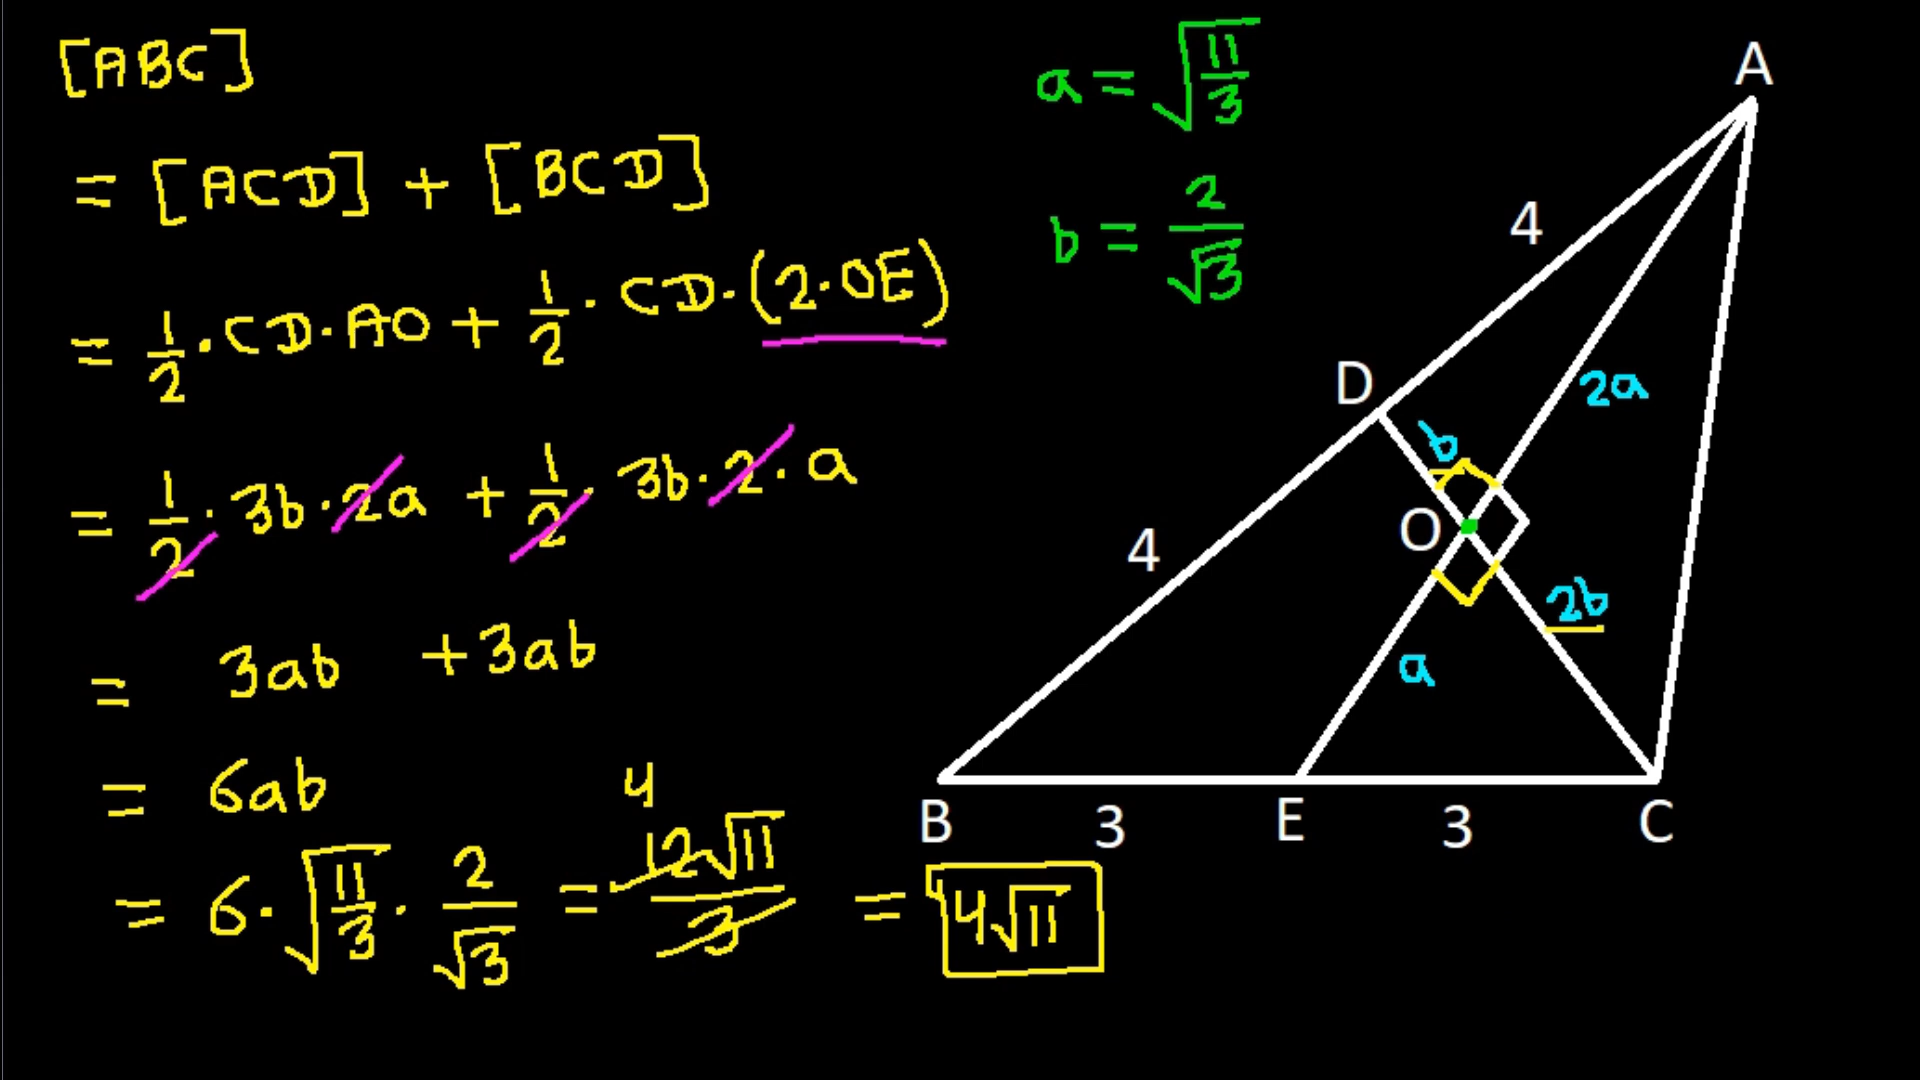 [ABC]
= [ACD] + [BCD]
= 1/2 · CD · AO + 1/2 · CD · (2·OE)
= 1/2 · 3b · 2a + 1/2 · 3b · 2 · a
= 3ab + 3ab
= 6ab
= 6 · √(11/3) · 2/√3 = 12√11/3 = 4√11
4
a = √(11/3)
b = 2/√3
A
4
D
b
2a
O
4
2b
a
B
3
E
3
C